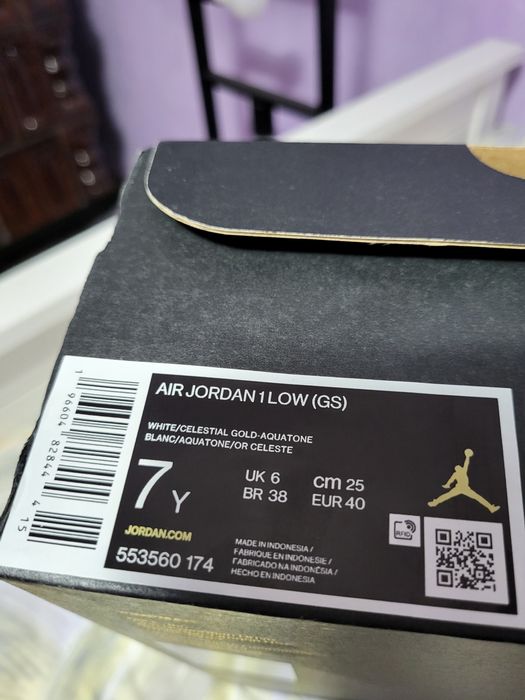 AIR JORDAN 1 LOW (GS)
WHITE/CELESTIAL GOLD-AQUATONE
BLANC/AQUATONE/OR CELESTE
7 Y
UK 6
BR 38
cm 25
EUR 40
JORDAN.COM
553560 174
MADE IN INDONESIA /
FABRIQUE EN INDONESIE /
FABRICADO NA INDONÉSIA /
HECHO EN INDONESIA
RFID
1 96604 82844 4 15